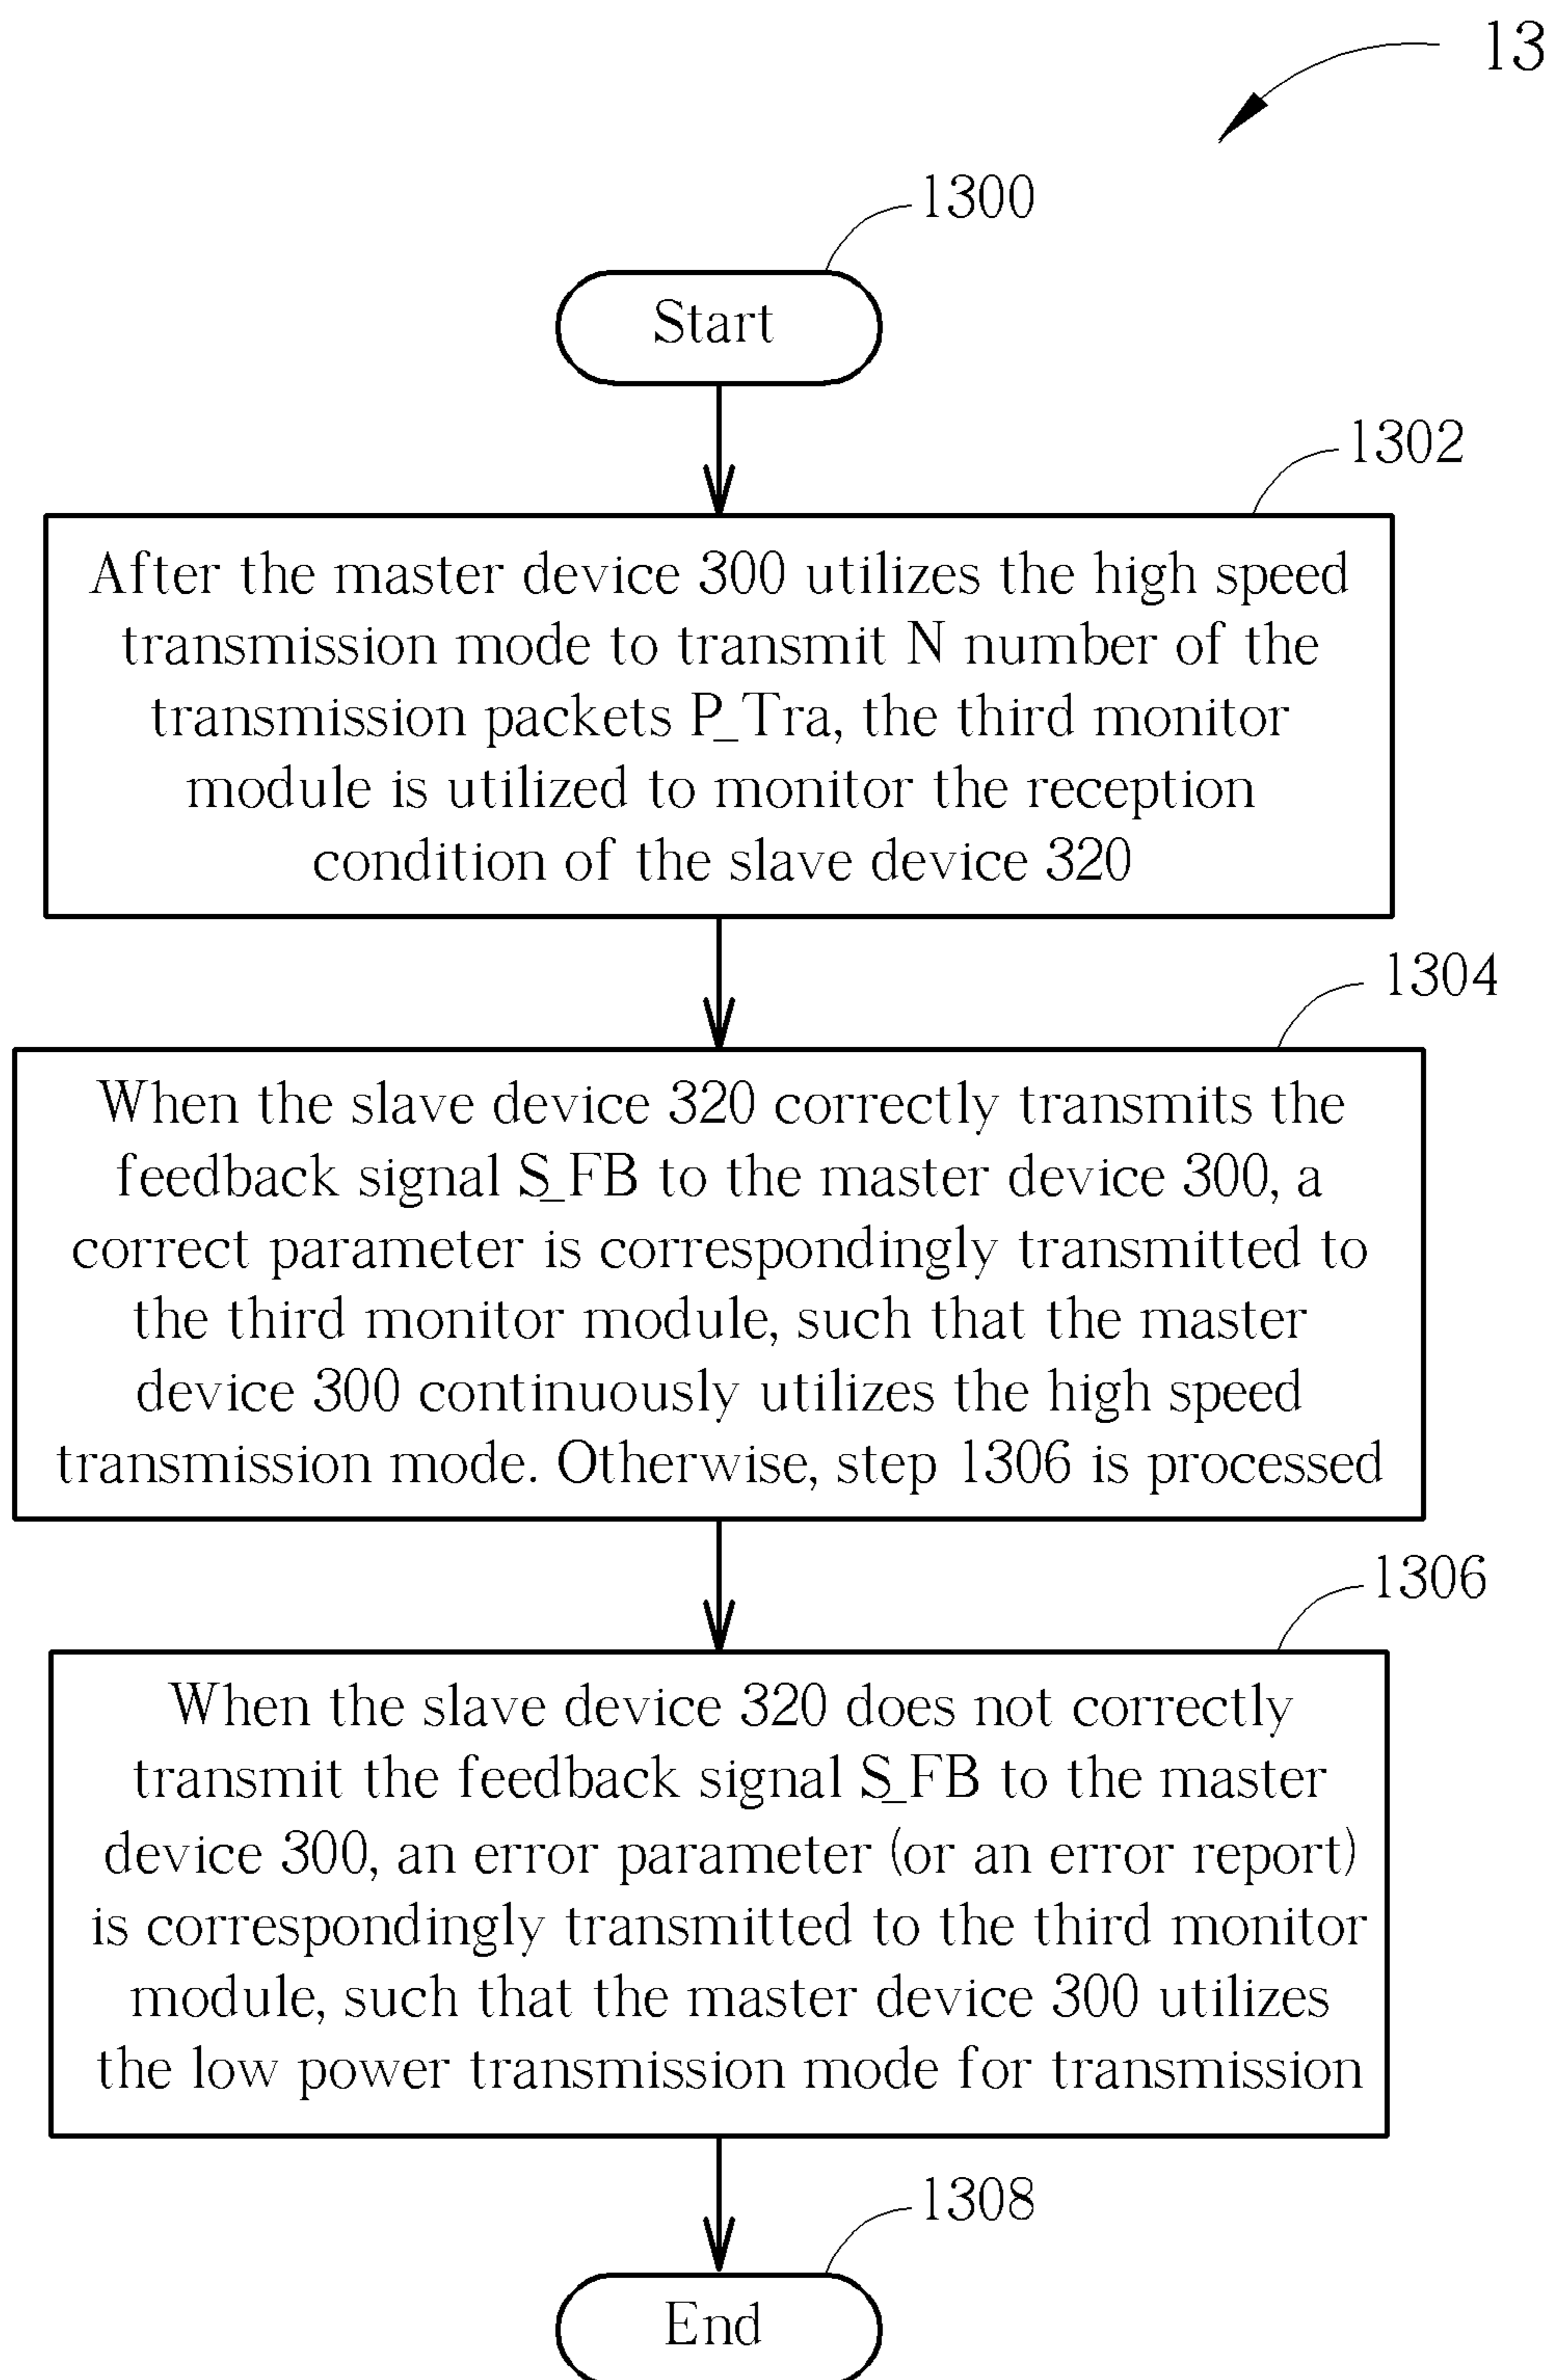 13
1300
Start
1302
After the master device 300 utilizes the high speed
transmission mode to transmit N number of the
transmission packets P_Tra, the third monitor
module is utilized to monitor the reception
condition of the slave device 320
1304
When the slave device 320 correctly transmits the
feedback signal S_FB to the master device 300, a
correct parameter is correspondingly transmitted to
the third monitor module, such that the master
device 300 continuously utilizes the high speed
transmission mode. Otherwise, step 1306 is processed
1306
When the slave device 320 does not correctly
transmit the feedback signal S_FB to the master
device 300, an error parameter (or an error report)
is correspondingly transmitted to the third monitor
module, such that the master device 300 utilizes
the low power transmission mode for transmission
1308
End